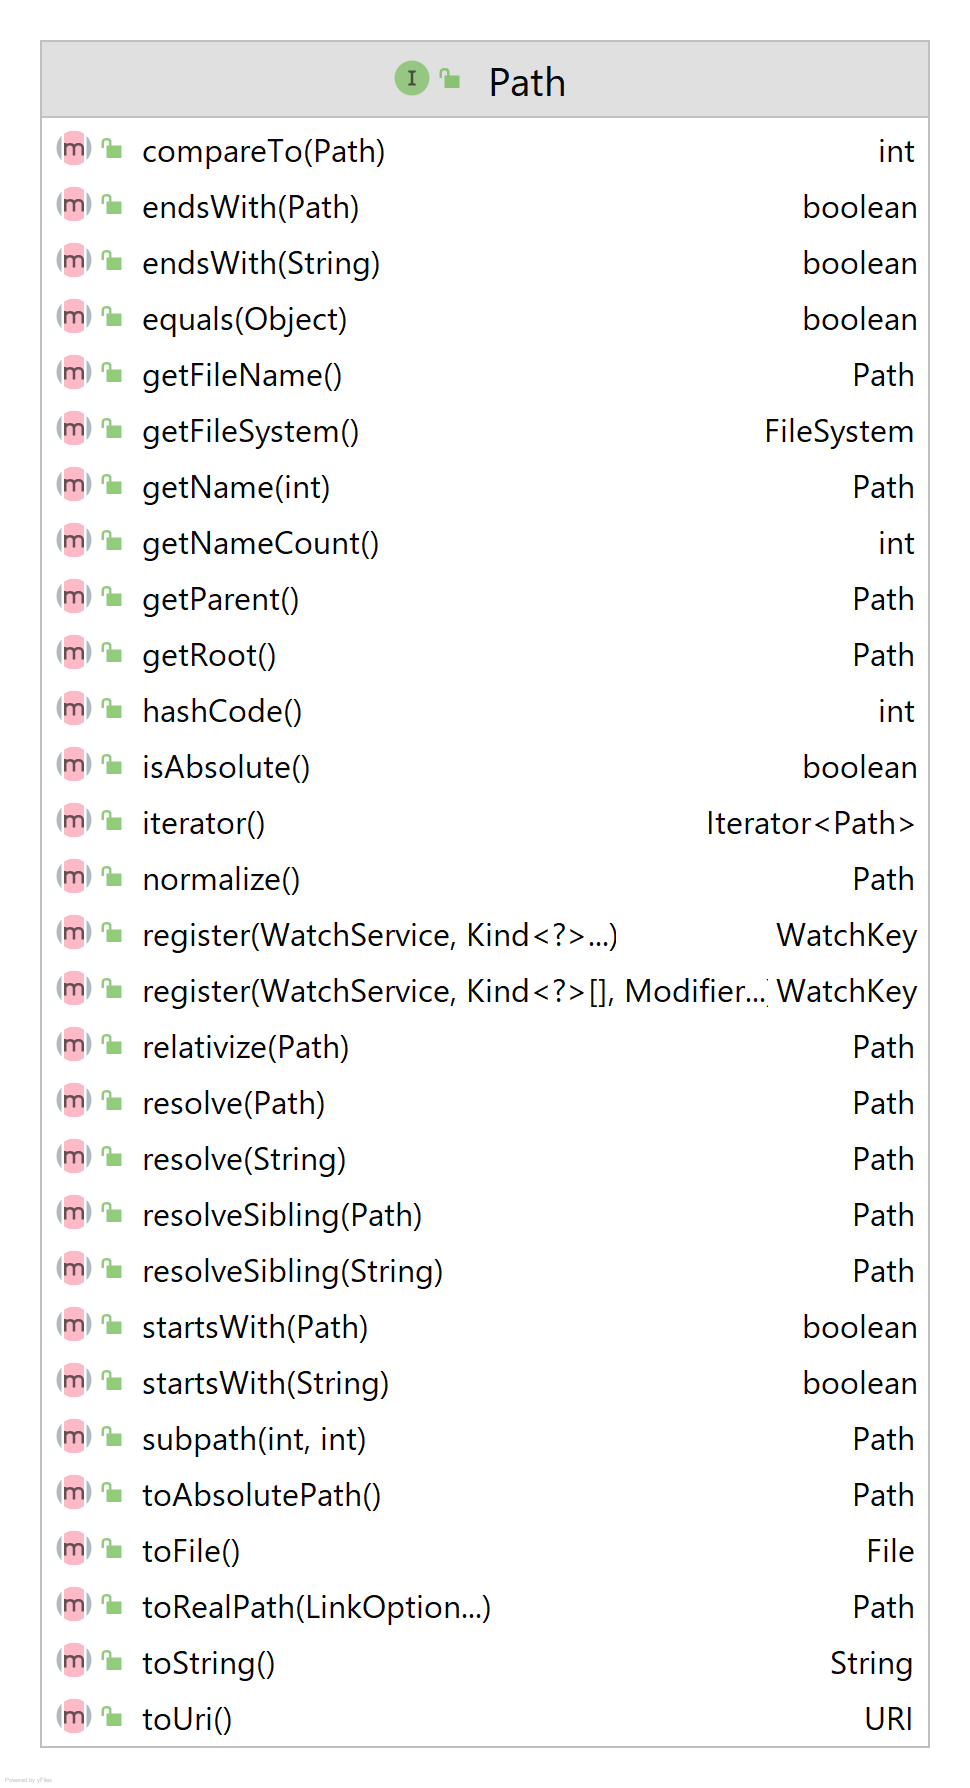 I Path
m compareTo(Path) int
m endsWith(Path) boolean
m endsWith(String) boolean
m equals(Object) boolean
m getFileName() Path
m getFileSystem() FileSystem
m getName(int) Path
m getNameCount() int
m getParent() Path
m getRoot() Path
m hashCode() int
m isAbsolute() boolean
m iterator() Iterator<Path>
m normalize() Path
m register(WatchService, Kind<?>...) WatchKey
m register(WatchService, Kind<?>[], Modifier... WatchKey
m relativize(Path) Path
m resolve(Path) Path
m resolve(String) Path
m resolveSibling(Path) Path
m resolveSibling(String) Path
m startsWith(Path) boolean
m startsWith(String) boolean
m subpath(int, int) Path
m toAbsolutePath() Path
m toFile() File
m toRealPath(LinkOption...) Path
m toString() String
m toUri() URI
Powered by yFiles